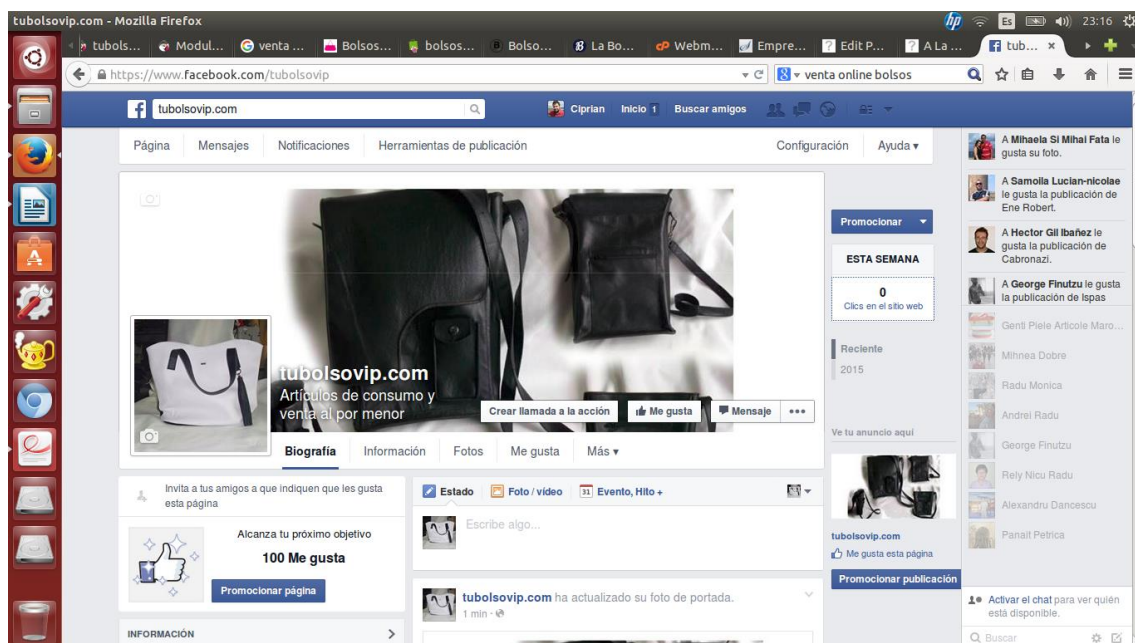 tubolsovip.com - Mozilla Firefox
Es
23:16
tubols...
Modul...
venta ...
Bolsos...
bolsos...
Bolso...
La Bo...
Webm...
Empre...
Edit P...
A La ...
tub...
https://www.facebook.com/tubolsovip
venta online bolsos
tubolsovip.com
Ciprian
Inicio 1
Buscar amigos
Página
Mensajes
Notificaciones
Herramientas de publicación
Configuración
Ayuda
tubolsovip.com
Artículos de consumo y
venta al por menor
Crear llamada a la acción
Me gusta
Mensaje
Biografía
Información
Fotos
Me gusta
Más
Promocionar
ESTA SEMANA
0
Clics en el sitio web
Reciente
2015
Ve tu anuncio aquí
tubolsovip.com
Me gusta esta página
Promocionar publicación
Invita a tus amigos a que indiquen que les gusta
esta página
Alcanza tu próximo objetivo
100 Me gusta
Promocionar página
INFORMACIÓN
Estado
Foto / vídeo
31
Evento, Hito +
Escribe algo...
tubolsovip.com ha actualizado su foto de portada.
1 min
A Mihaela Si Mihai Fata le
gusta su foto.
A Samoila Lucian-nicolae
le gusta la publicación de
Ene Robert.
A Hector Gil Ibañez le
gusta la publicación de
Cabronazi.
A George Finutzu le gusta
la publicación de Ispas
Genti Piele Articole Maro...
Mihnea Dobre
Radu Monica
Andrei Radu
George Finutzu
Rely Nicu Radu
Alexandru Dancescu
Panait Petrica
Activar el chat para ver quién
está disponible.
Buscar